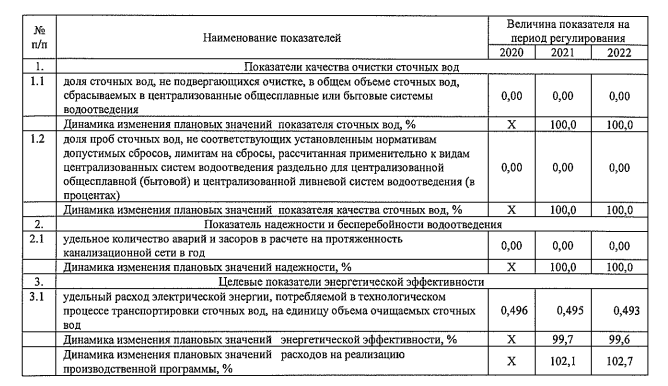 №
п/п
Наименование показателей
Величина показателя на
период регулирования
2020 2021 2022
1. Показатели качества очистки сточных вод
1.1 доля сточных вод, не подвергающихся очистке, в общем объеме сточных вод,
сбрасываемых в централизованные общесплавные или бытовые системы
водоотведения
0,00 0,00 0,00
Динамика изменения плановых значений показателя сточных вод, % Х 100,0 100,0
1.2 доля проб сточных вод, не соответствующих установленным нормативам
допустимых сбросов, лимитам на сбросы, рассчитанная применительно к видам
централизованных систем водоотведения раздельно для централизованной
общесплавной (бытовой) и централизованной ливневой систем водоотведения (в
процентах)
0,00 0,00 0,00
Динамика изменения плановых значений показателя качества сточных вод, % Х 100,0 100,0
2. Показатель надежности и бесперебойности водоотведения
2.1 удельное количество аварий и засоров в расчете на протяженность
канализационной сети в год
0,00 0,00 0,00
Динамика изменения плановых значений надежности, % Х 100,0 100,0
3. Целевые показатели энергетической эффективности
3.1 удельный расход электрической энергии, потребляемой в технологическом
процессе транспортировки сточных вод, на единицу объема очищаемых сточных
вод
0,496 0,495 0,493
Динамика изменения плановых значений энергетической эффективности, % Х 99,7 99,6
Динамика изменения плановых значений расходов на реализацию
производственной программы, %
Х 102,1 102,7